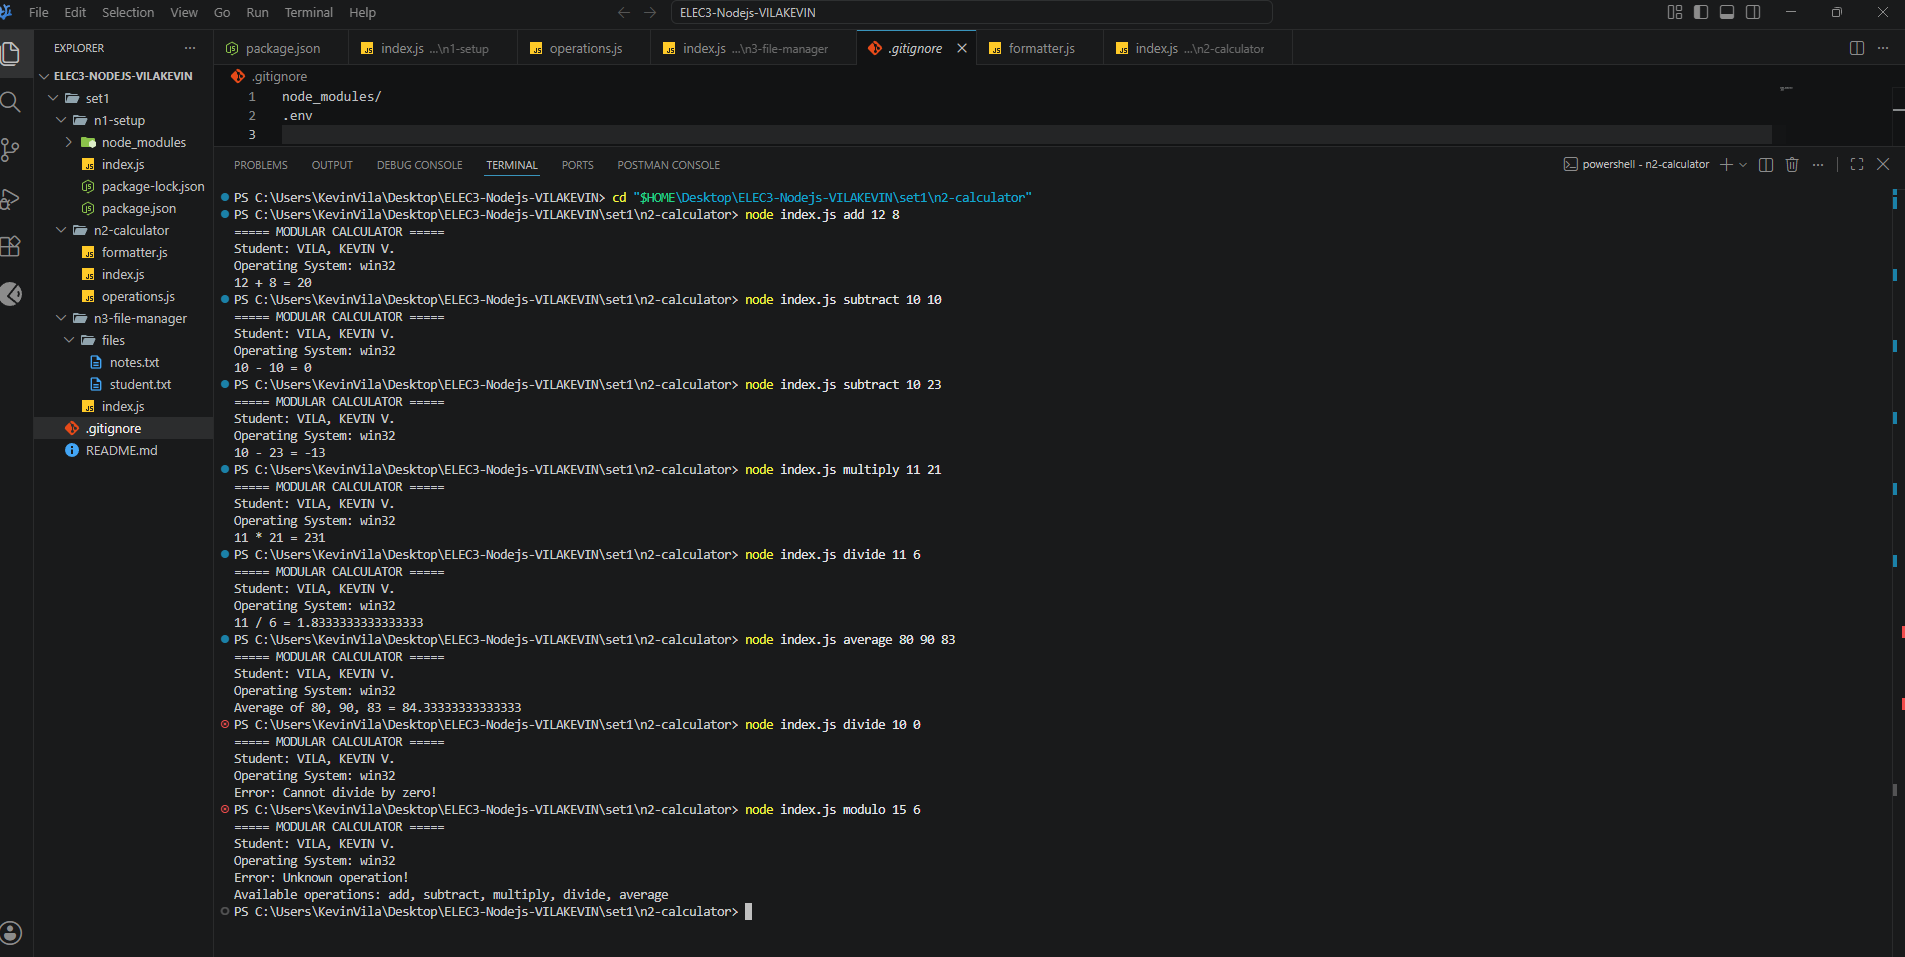 File Edit Selection View Go Run Terminal Help
ELEC3-Nodejs-VILAKEVIN
EXPLORER
ELEC3-NODEJS-VILAKEVIN
set1
n1-setup
node_modules
index.js
package-lock.json
package.json
n2-calculator
formatter.js
index.js
operations.js
n3-file-manager
files
notes.txt
student.txt
index.js
.gitignore
README.md
package.json
index.js ...\n1-setup
operations.js
index.js ...\n3-file-manager
.gitignore
formatter.js
index.js ...\n2-calculator
.gitignore
1 node_modules/
2 .env
3
PROBLEMS OUTPUT DEBUG CONSOLE TERMINAL PORTS POSTMAN CONSOLE
powershell - n2-calculator
PS C:\Users\KevinVila\Desktop\ELEC3-Nodejs-VILAKEVIN> cd "$HOME\Desktop\ELEC3-Nodejs-VILAKEVIN\set1\n2-calculator"
PS C:\Users\KevinVila\Desktop\ELEC3-Nodejs-VILAKEVIN\set1\n2-calculator> node index.js add 12 8
===== MODULAR CALCULATOR =====
Student: VILA, KEVIN V.
Operating System: win32
12 + 8 = 20
PS C:\Users\KevinVila\Desktop\ELEC3-Nodejs-VILAKEVIN\set1\n2-calculator> node index.js subtract 10 10
===== MODULAR CALCULATOR =====
Student: VILA, KEVIN V.
Operating System: win32
10 - 10 = 0
PS C:\Users\KevinVila\Desktop\ELEC3-Nodejs-VILAKEVIN\set1\n2-calculator> node index.js subtract 10 23
===== MODULAR CALCULATOR =====
Student: VILA, KEVIN V.
Operating System: win32
10 - 23 = -13
PS C:\Users\KevinVila\Desktop\ELEC3-Nodejs-VILAKEVIN\set1\n2-calculator> node index.js multiply 11 21
===== MODULAR CALCULATOR =====
Student: VILA, KEVIN V.
Operating System: win32
11 * 21 = 231
PS C:\Users\KevinVila\Desktop\ELEC3-Nodejs-VILAKEVIN\set1\n2-calculator> node index.js divide 11 6
===== MODULAR CALCULATOR =====
Student: VILA, KEVIN V.
Operating System: win32
11 / 6 = 1.8333333333333333
PS C:\Users\KevinVila\Desktop\ELEC3-Nodejs-VILAKEVIN\set1\n2-calculator> node index.js average 80 90 83
===== MODULAR CALCULATOR =====
Student: VILA, KEVIN V.
Operating System: win32
Average of 80, 90, 83 = 84.33333333333333
PS C:\Users\KevinVila\Desktop\ELEC3-Nodejs-VILAKEVIN\set1\n2-calculator> node index.js divide 10 0
===== MODULAR CALCULATOR =====
Student: VILA, KEVIN V.
Operating System: win32
Error: Cannot divide by zero!
PS C:\Users\KevinVila\Desktop\ELEC3-Nodejs-VILAKEVIN\set1\n2-calculator> node index.js modulo 15 6
===== MODULAR CALCULATOR =====
Student: VILA, KEVIN V.
Operating System: win32
Error: Unknown operation!
Available operations: add, subtract, multiply, divide, average
PS C:\Users\KevinVila\Desktop\ELEC3-Nodejs-VILAKEVIN\set1\n2-calculator>